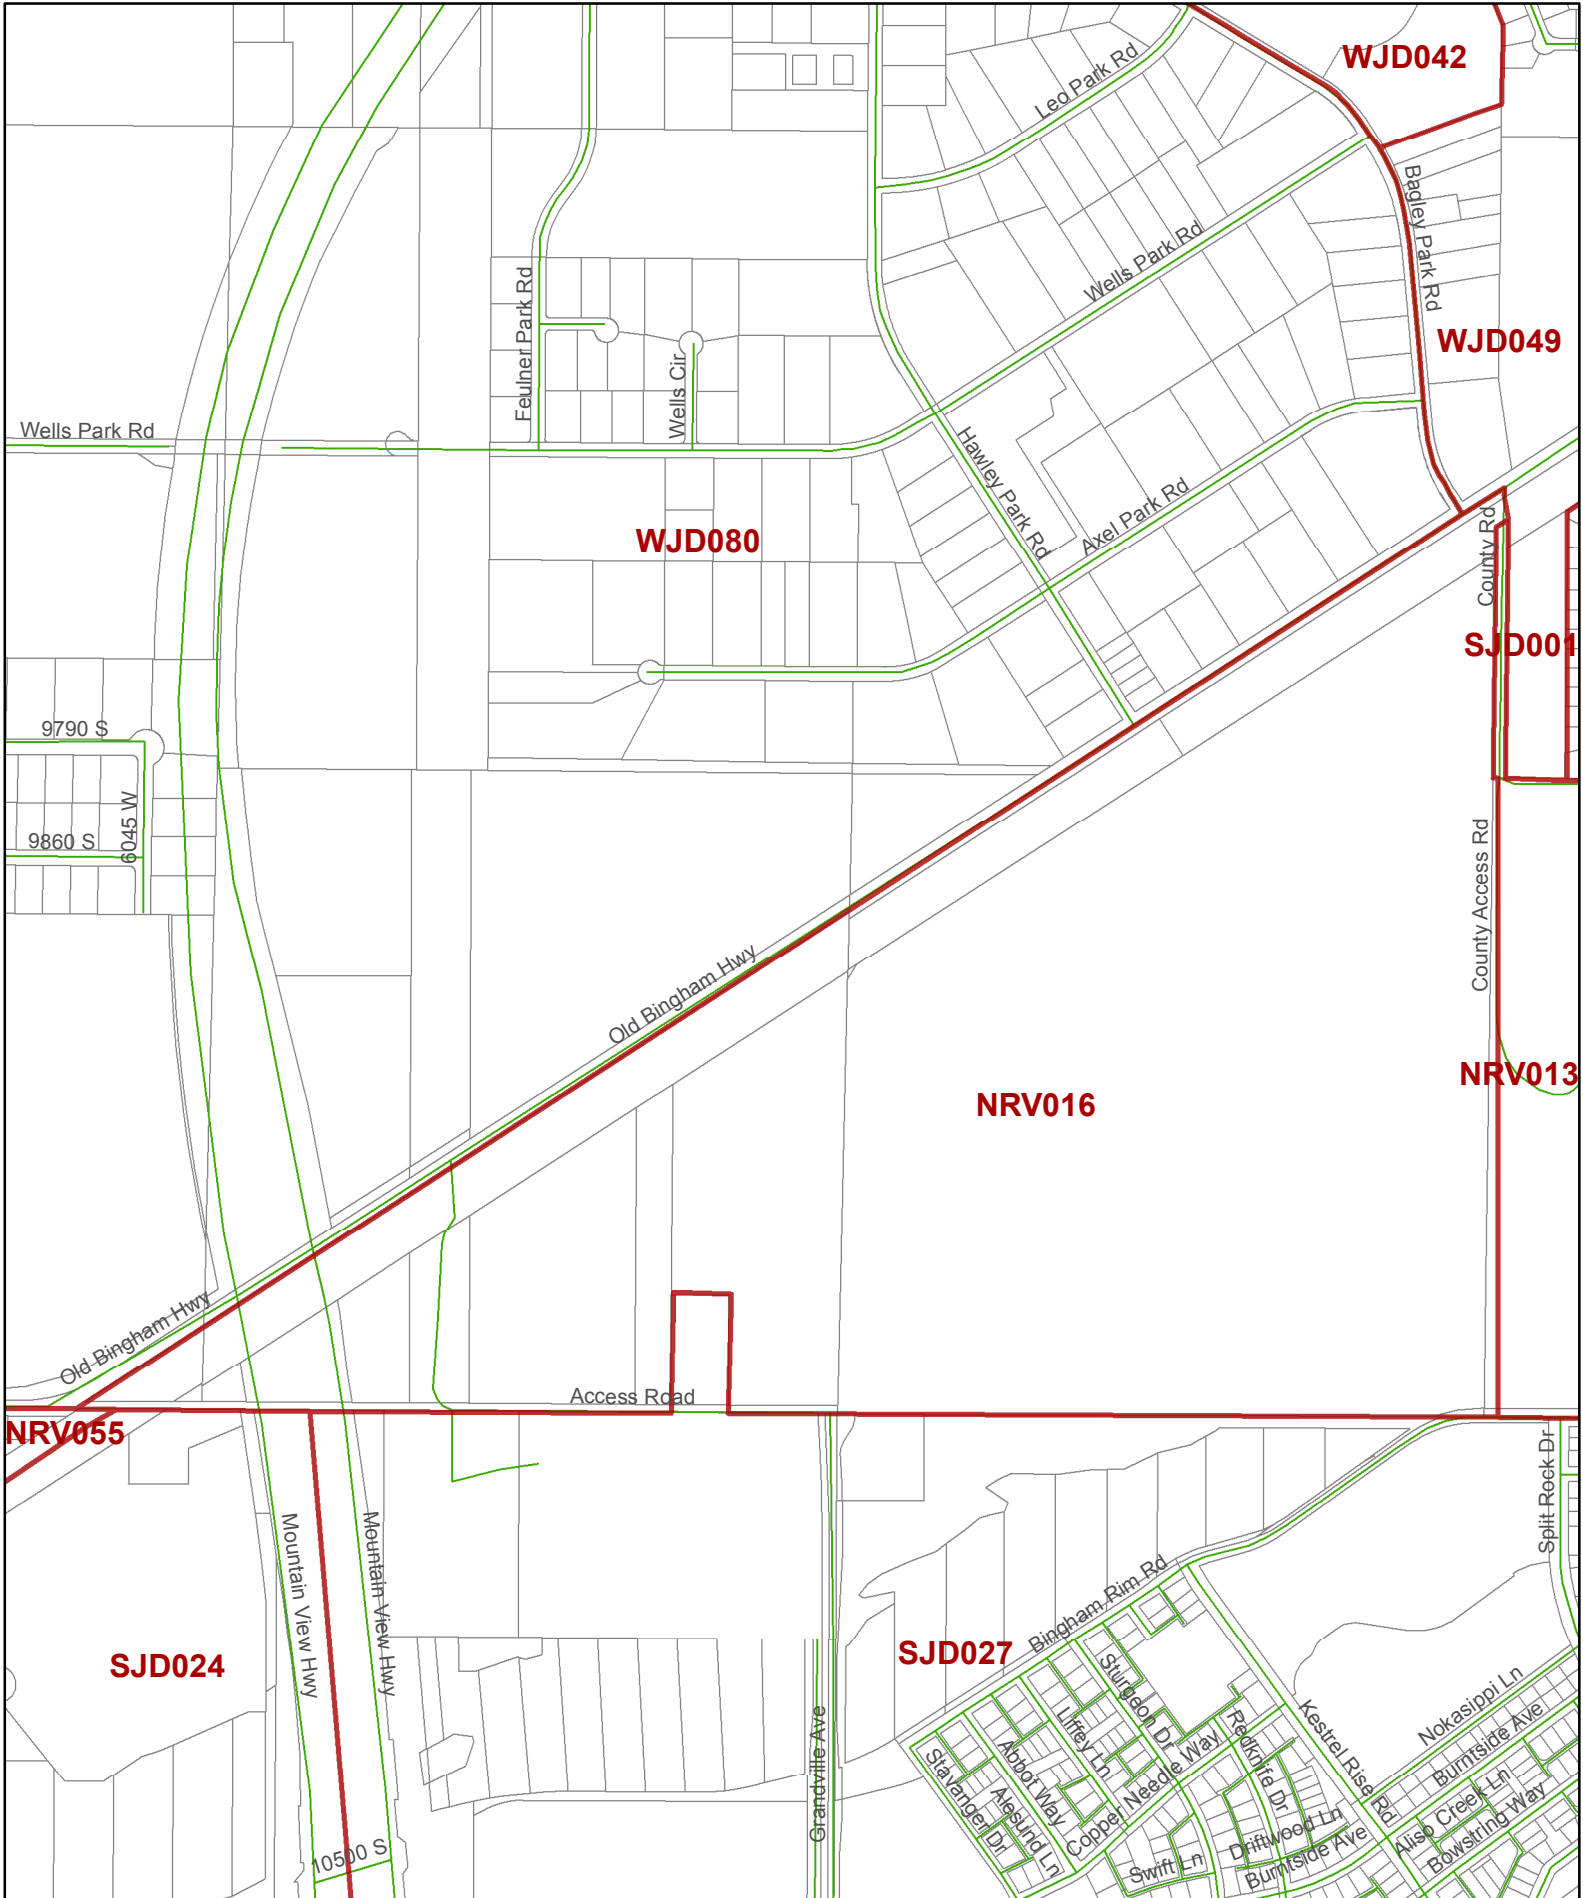 WJD042
Leo Park Rd
Bagley Park Rd
Wells Park Rd
Feulner Park Rd
WJD049
Wells Cir
Wells Park Rd
Hawley Park Rd
Axel Park Rd
WJD080
County Rd
SJD001
9790 S
6045 W
9860 S
County Access Rd
Old Bingham Hwy
NRV013
NRV016
Old Bingham Hwy
Access Road
NRV055
Split Rock Dr
Mountain View Hwy
Mountain View Hwy
Bingham Rim Rd
SJD027
SJD024
Sturgeon Dr
Nokasippi Ln
Liffey Ln
Redknife Dr
Kestrel Rise Rd
Burntside Ave
Grandville Ave
Abbot Way
Stavanger Dr
Alesund Ln
Copper Needle Way
Aliso Creek Ln
Bowstring Way
Driftwood Ln
Burntside Ave
Swift Ln
10500 S